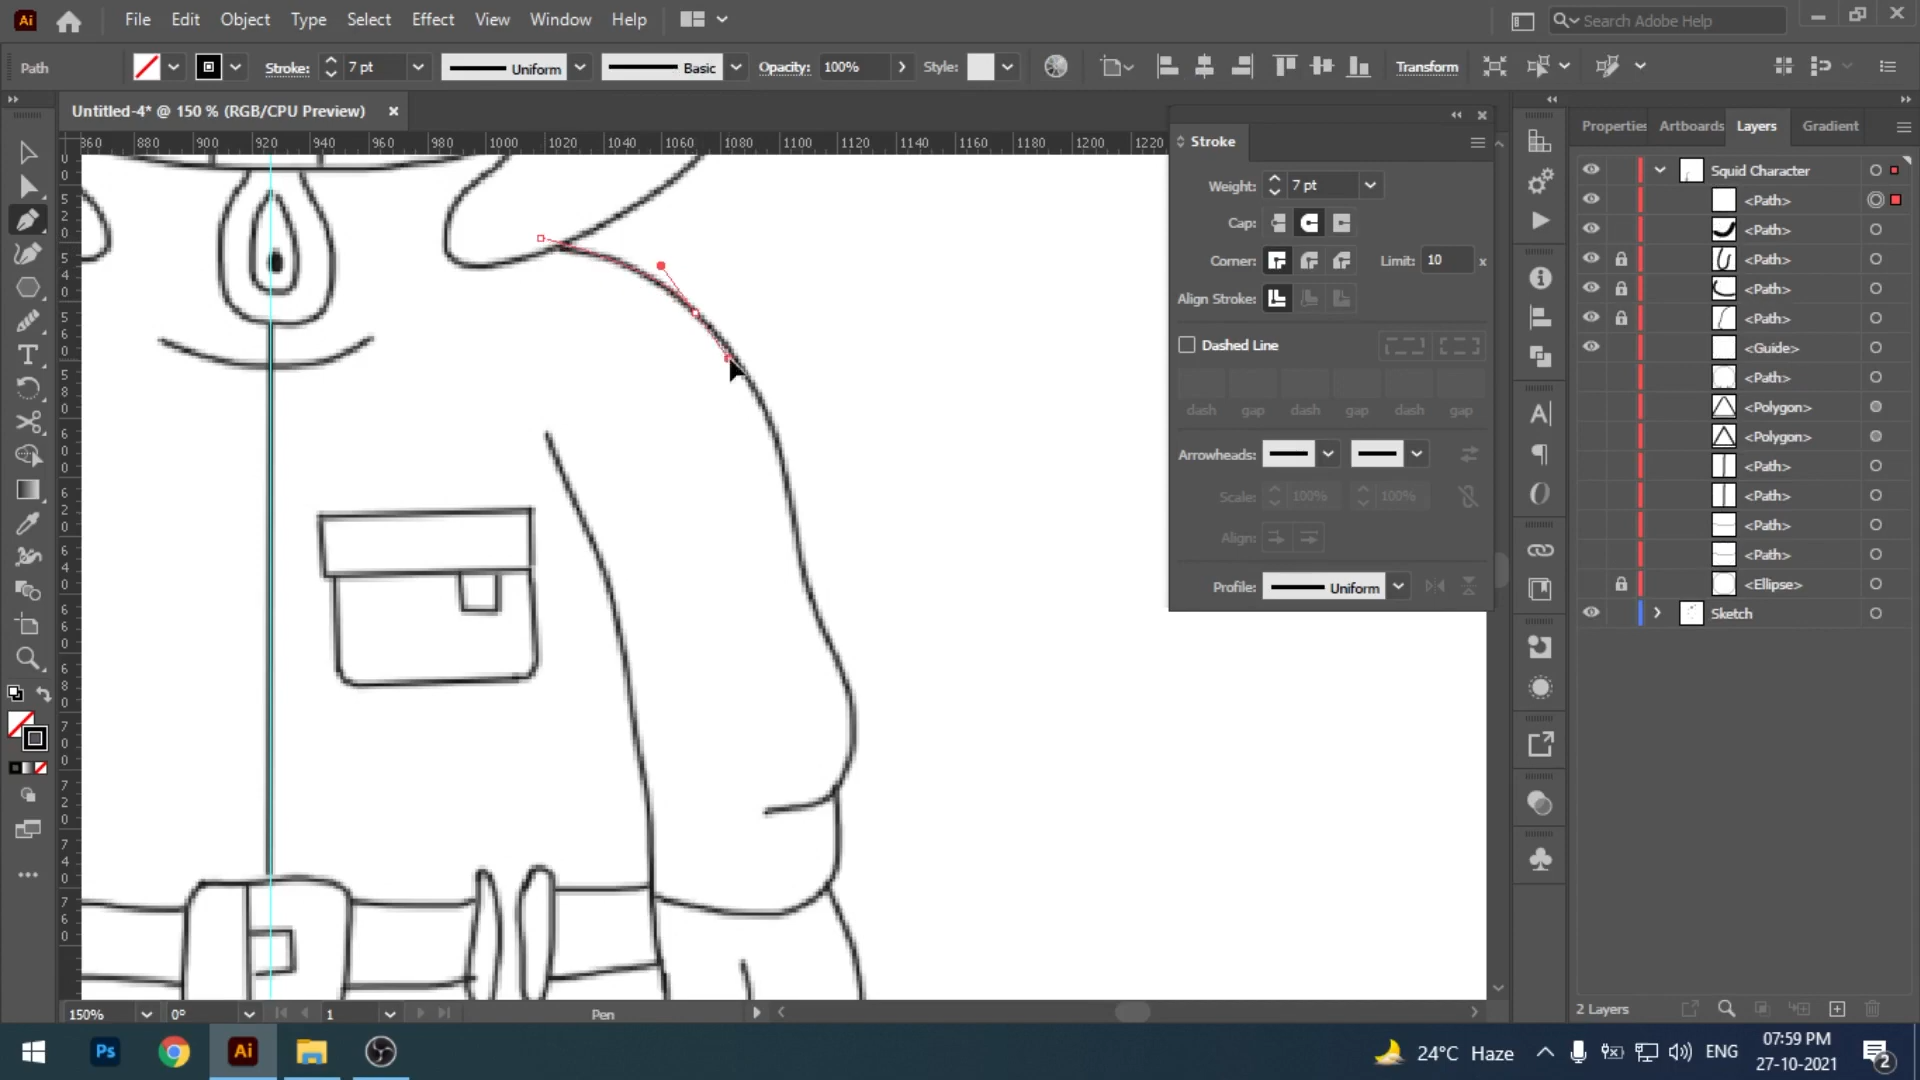 Ai File Edit Object Type Select Effect View Window Help Search Adobe Help
Path Stroke: 7 pt Uniform Basic Opacity: 100% Style: Transform
Untitled-4* @ 150 % (RGB/CPU Preview)
860 880 900 920 940 960 980 1000 1020 1040 1060 1080 1100 1120 1140 1160 1180 1200 1220
Stroke
Weight: 7 pt
Cap:
Corner: Limit: 10 x
Align Stroke:
Dashed Line
dash gap dash gap dash gap
Arrowheads:
Scale: 100% 100%
Align:
Profile: Uniform
Properties Artboards Layers Gradient
Squid Character
<Path>
<Path>
<Path>
<Path>
<Path>
<Guide>
<Path>
<Polygon>
<Polygon>
<Path>
<Path>
<Path>
<Path>
<Ellipse>
Sketch
2 Layers
150% 0° 1 Pen
Ps Ai 24°C Haze ENG 07:59 PM
27-10-2021 2